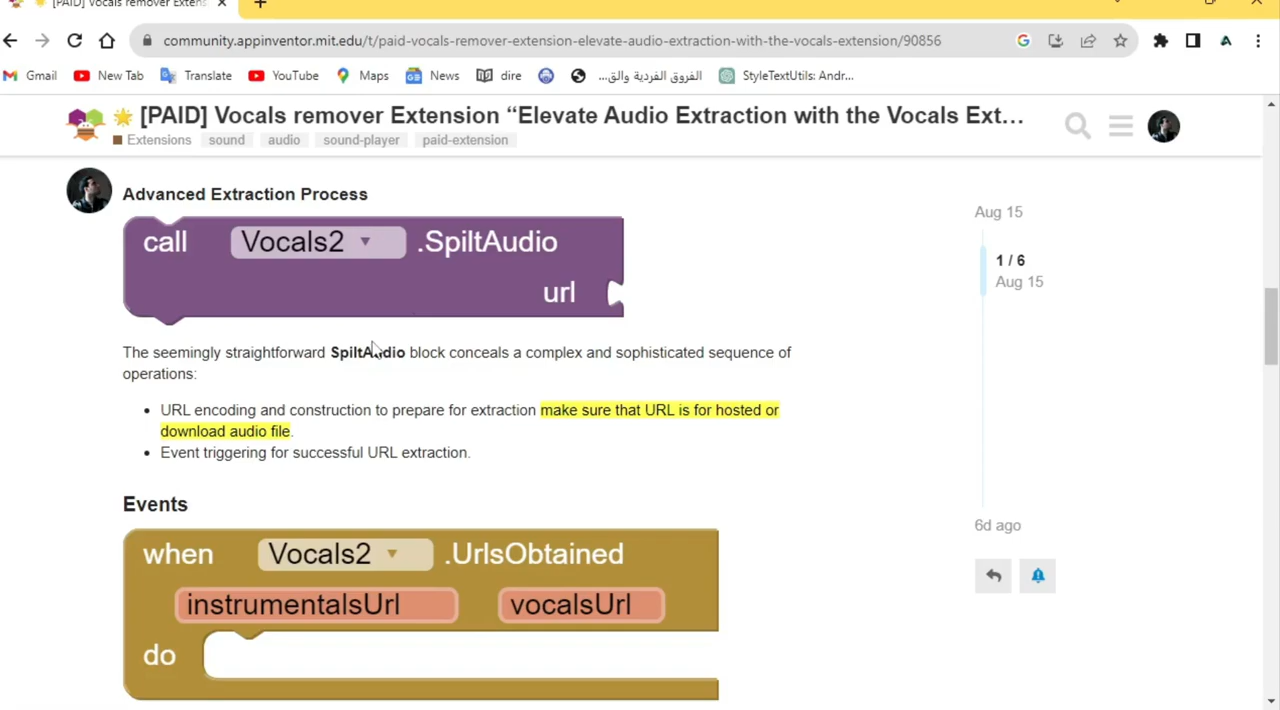 [PAID] Vocals remover Extens
community.appinventor.mit.edu/t/paid-vocals-remover-extension-elevate-audio-extraction-with-the-vocals-extension/90856
Gmail New Tab Translate YouTube Maps News dire الفروق الفردية والق... StyleTextUtils: Andr...
[PAID] Vocals remover Extension “Elevate Audio Extraction with the Vocals Ext...
Extensions sound audio sound-player paid-extension
Advanced Extraction Process
call Vocals2 .SpiltAudio
url
The seemingly straightforward SpiltAudio block conceals a complex and sophisticated sequence of
operations:
• URL encoding and construction to prepare for extraction make sure that URL is for hosted or
download audio file.
• Event triggering for successful URL extraction.
Events
when Vocals2 .UrlsObtained
instrumentalsUrl vocalsUrl
do
Aug 15
1 / 6
Aug 15
6d ago